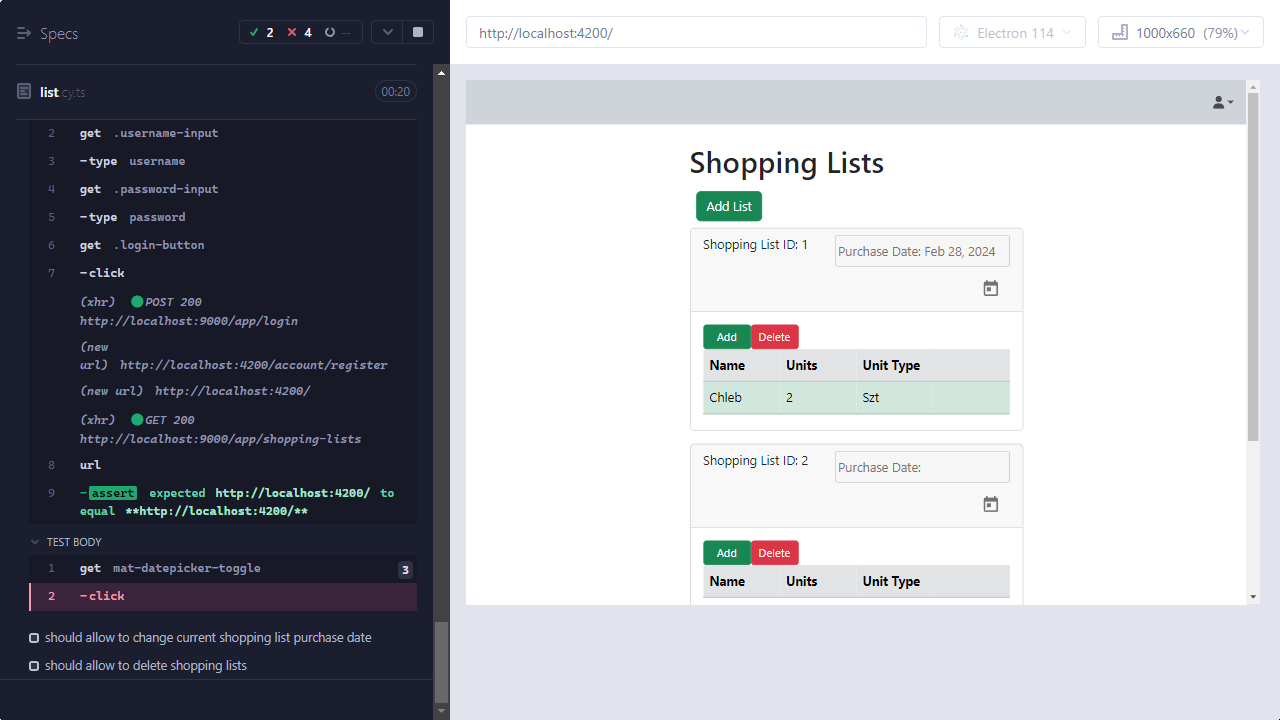 Specs
2
4
--
list.cy.ts
00:20
2 get .username-input
3 -type username
4 get .password-input
5 -type password
6 get .login-button
7 -click
(xhr) POST 200
http://localhost:9000/app/login
(new
url) http://localhost:4200/account/register
(new url) http://localhost:4200/
(xhr) GET 200
http://localhost:9000/app/shopping-lists
8 url
9 -assert expected http://localhost:4200/ to
equal **http://localhost:4200/**
TEST BODY
1 get mat-datepicker-toggle 3
2 -click
should allow to change current shopping list purchase date
should allow to delete shopping lists
http://localhost:4200/
Electron 114
1000x660 (79%)
Shopping Lists
Add List
Shopping List ID: 1
Purchase Date: Feb 28, 2024
Add Delete
Name Units Unit Type
Chleb 2 Szt
Shopping List ID: 2
Purchase Date:
Add Delete
Name Units Unit Type